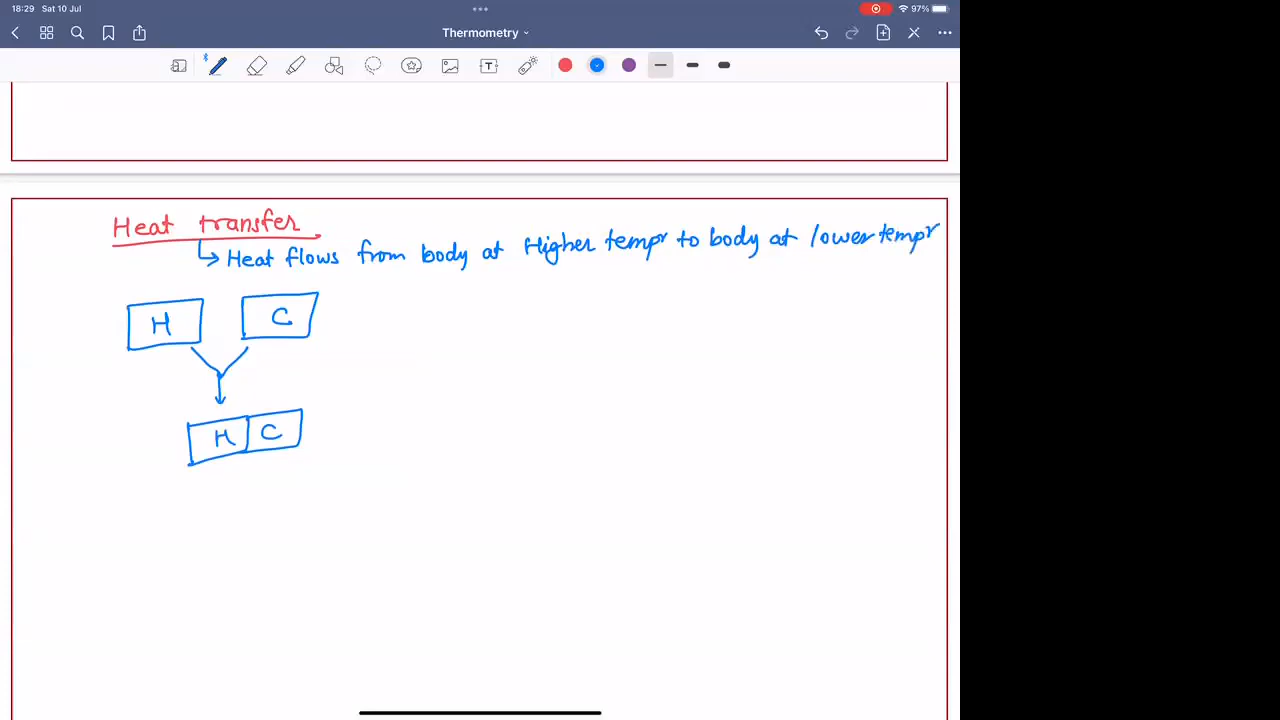 18:29 Sat 10 Jul
97%
Thermometry
T
Heat transfer
Heat flows from body at Higher tempr to body at lower tempr
H C
H C